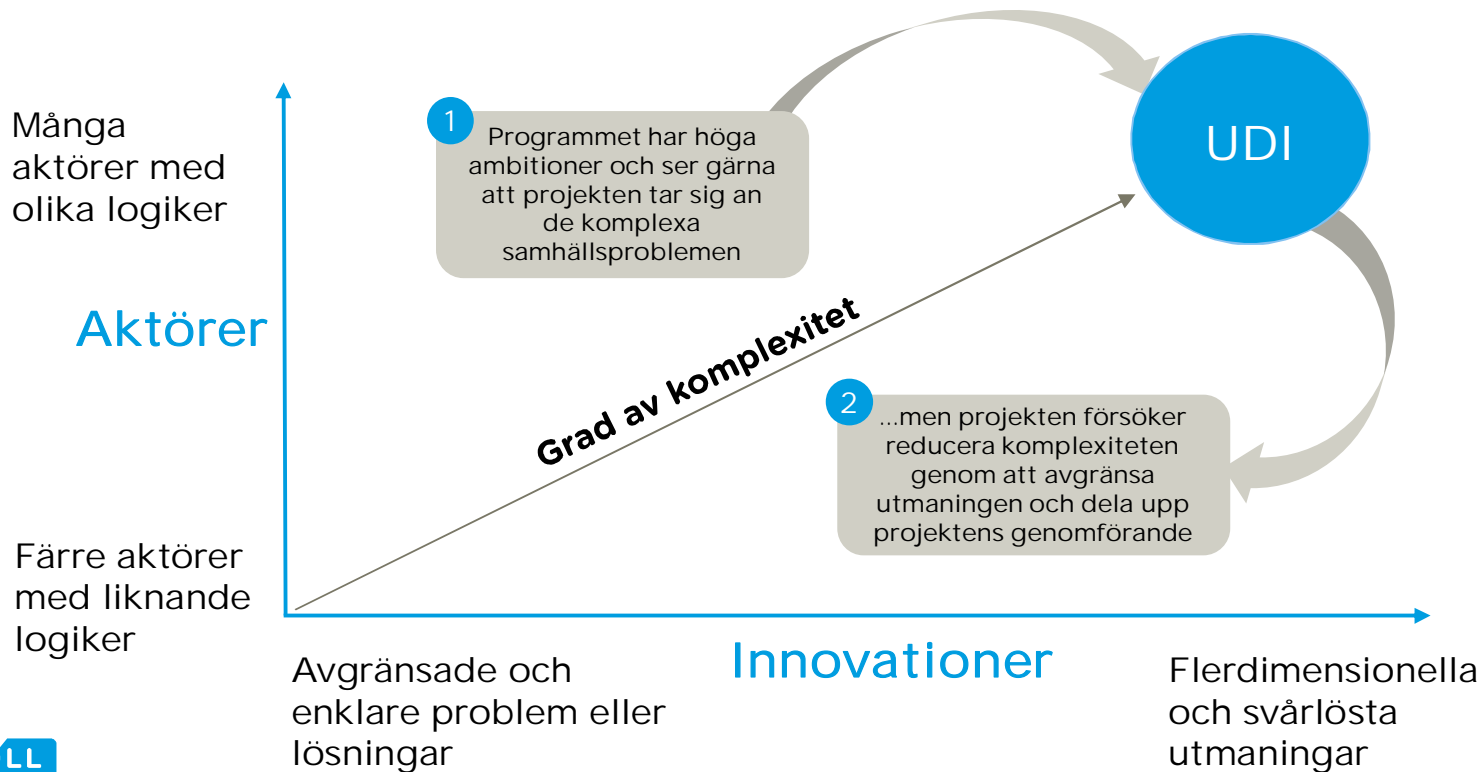 Många
aktörer med
olika logiker
1
Programmet har höga
ambitioner och ser gärna
att projekten tar sig an
de komplexa
samhällsproblemen
UDI
Aktörer
Grad av komplexitet
2
...men projekten försöker
reducera komplexiteten
genom att avgränsa
utmaningen och dela upp
projektens genomförande
Färre aktörer
med liknande
logiker
Innovationer
Avgränsade och
enklare problem eller
lösningar
Flerdimensionella
och svårlösta
utmaningar
LL